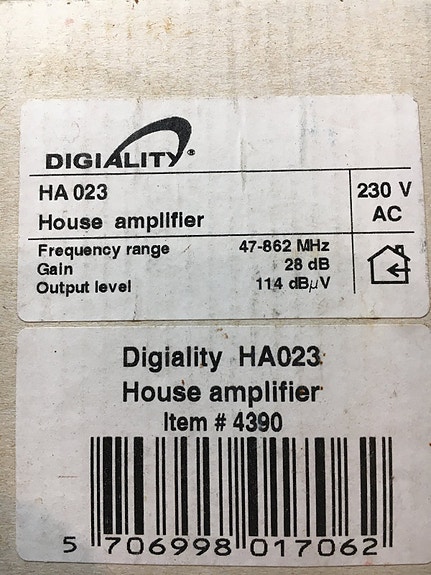 DIGIALITY®
HA 023
House amplifier
230 V
AC
Frequency range 47-862 MHz
Gain 28 dB
Output level 114 dBµV
Digiality HA023
House amplifier
Item # 4390
5 706998 017062